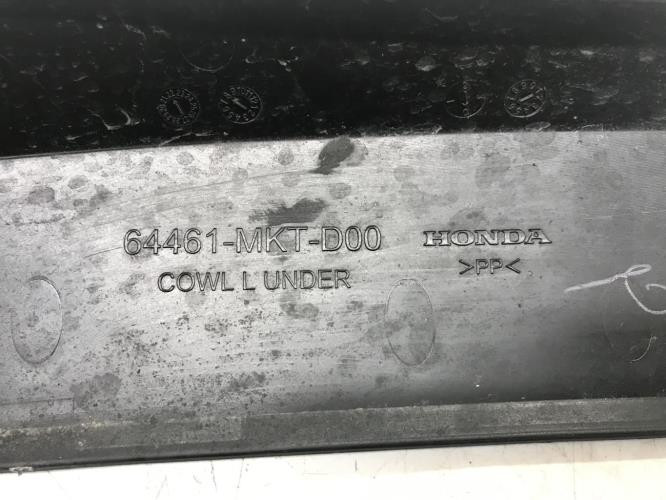 64461-MKT-D00 HONDA
COWL L UNDER >PP<